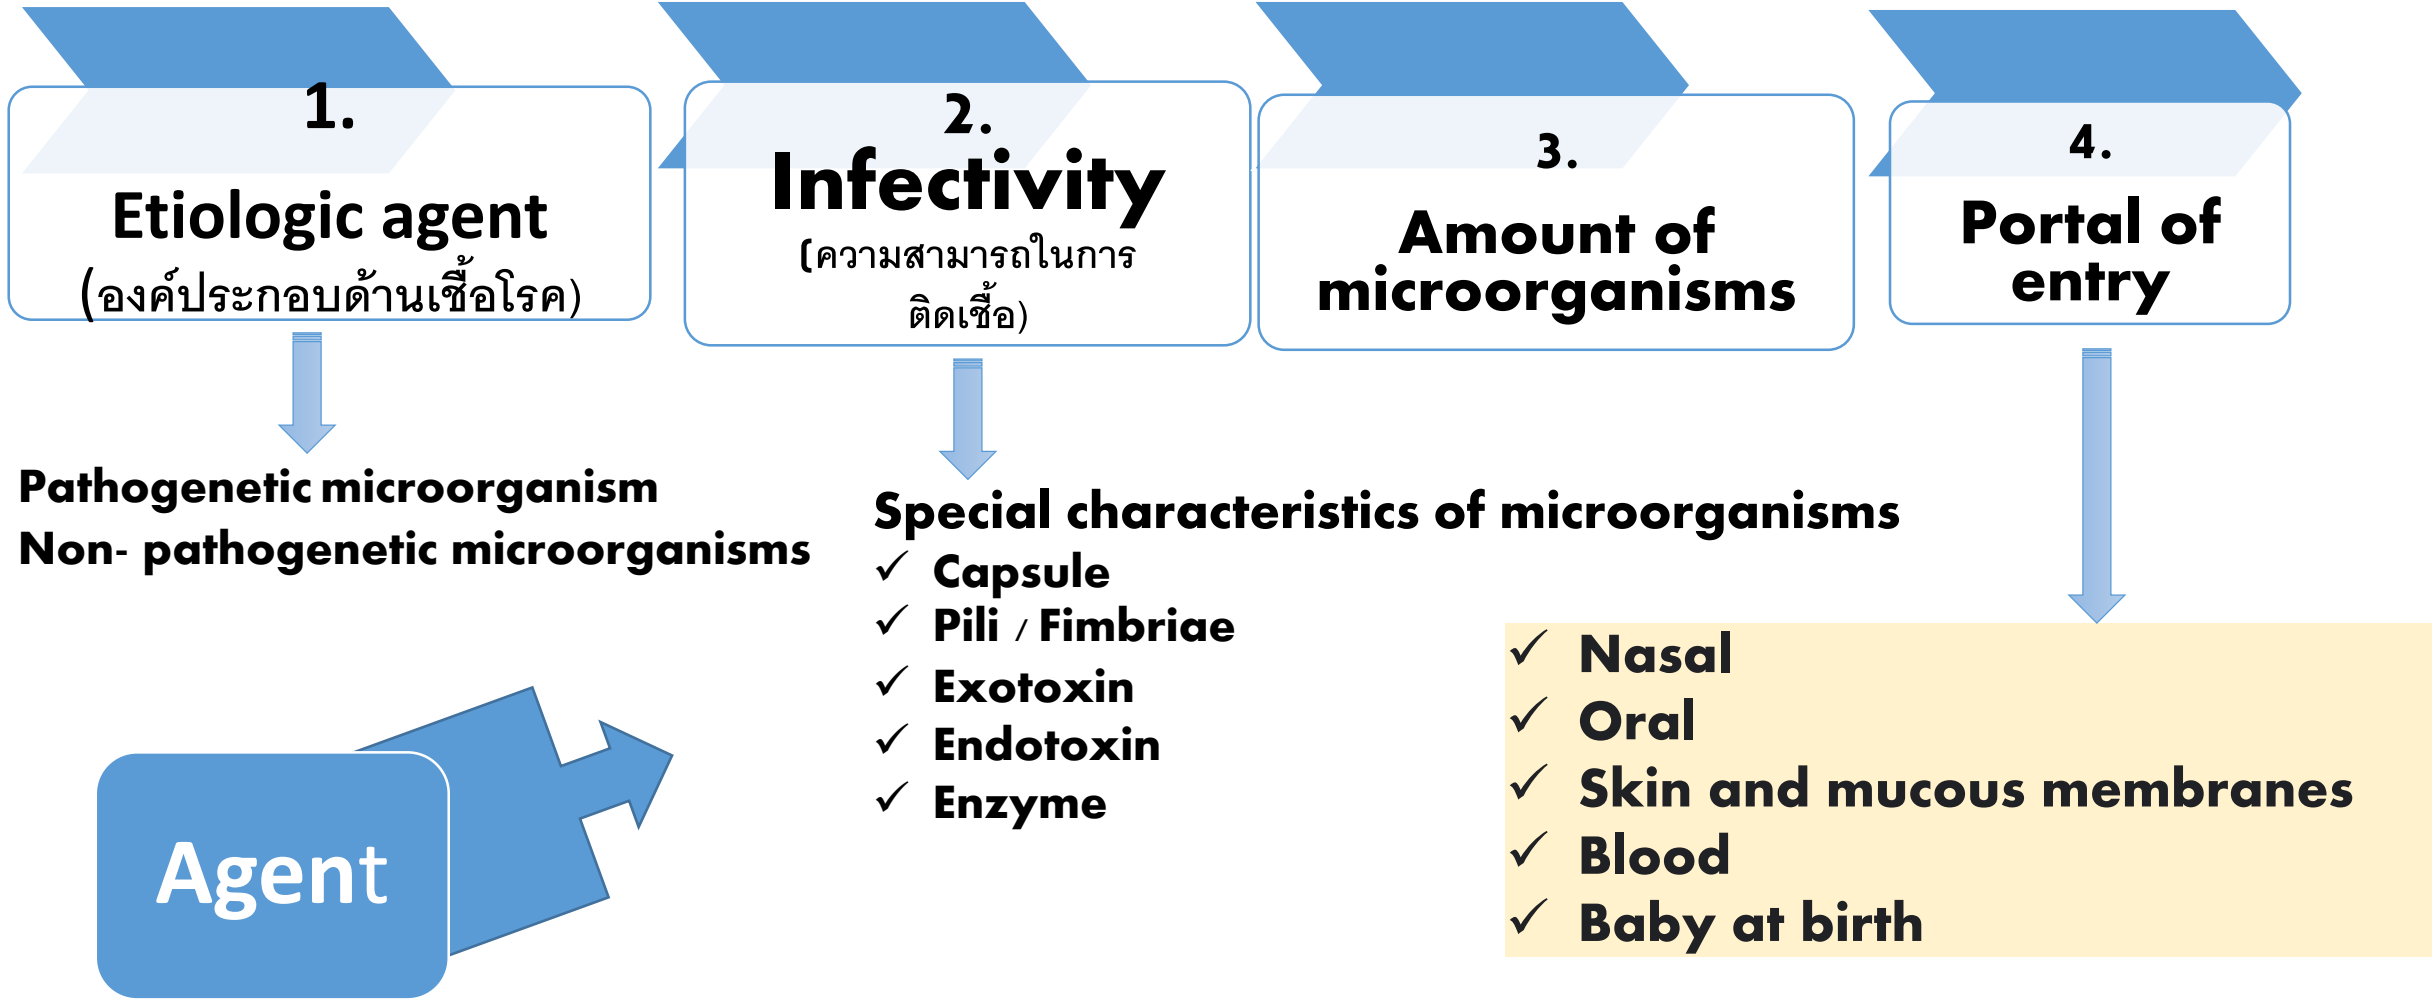 1.
Etiologic agent
(องค์ประกอบด้านเชื้อโรค)
2.
Infectivity
(ความสามารถในการ
ติดเชื้อ)
3.
Amount of
microorganisms
4.
Portal of
entry
Pathogenetic microorganism
Non- pathogenetic microorganisms
Special characteristics of microorganisms
✓ Capsule
✓ Pili / Fimbriae
✓ Exotoxin
✓ Endotoxin
✓ Enzyme
✓ Nasal
✓ Oral
✓ Skin and mucous membranes
✓ Blood
✓ Baby at birth
Agent